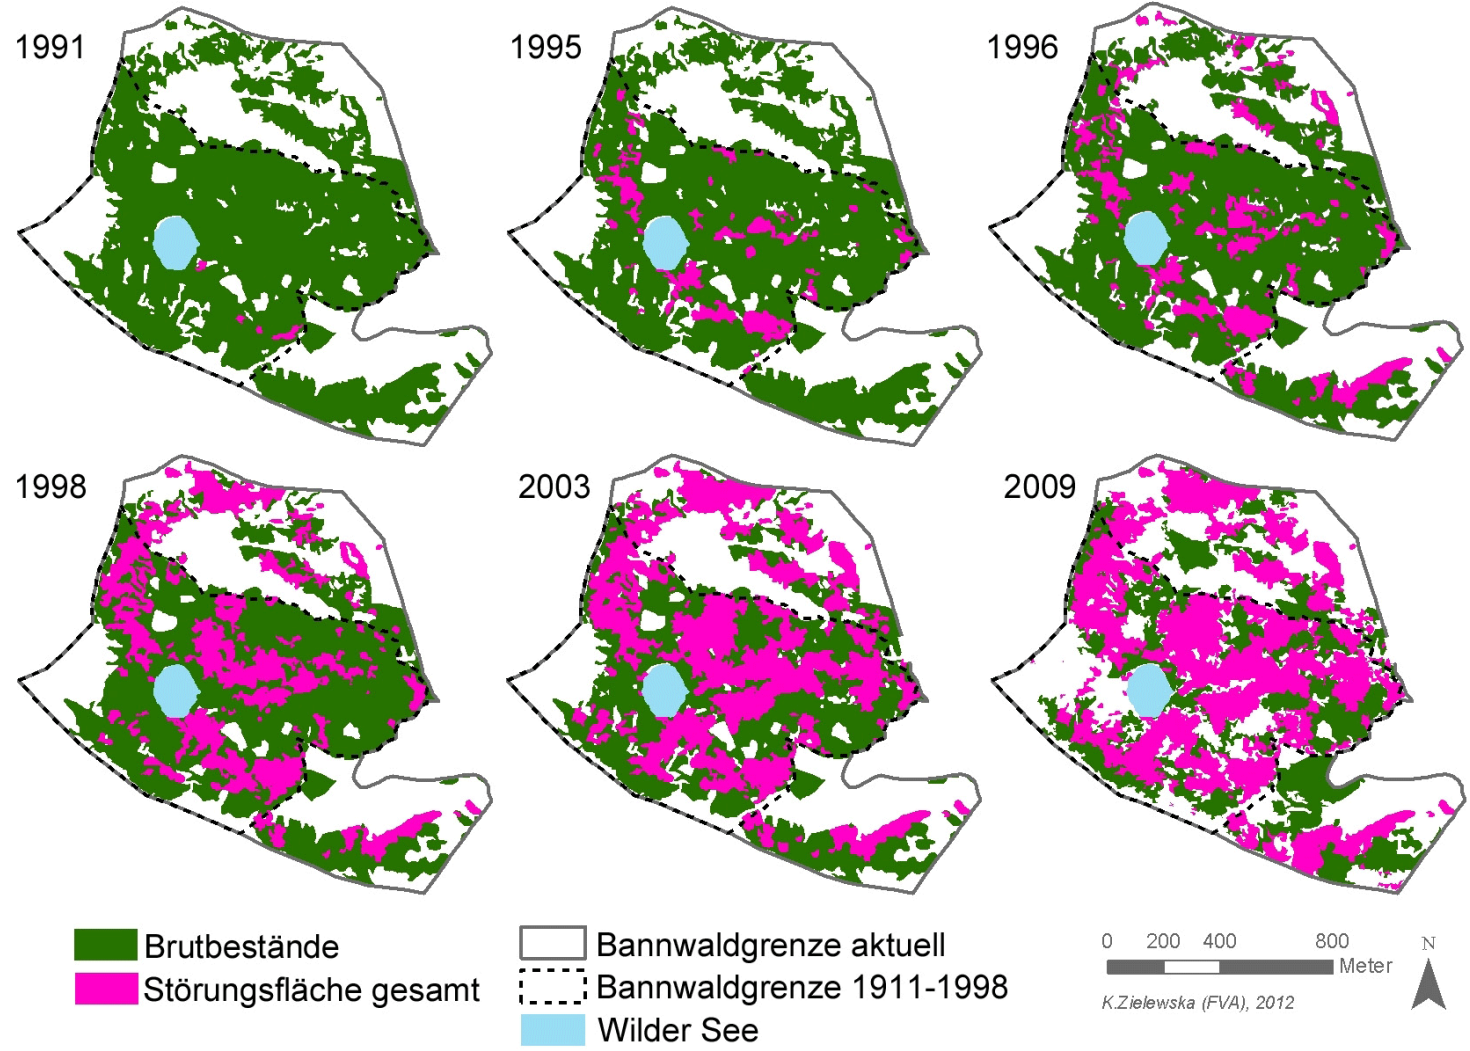 1991
1995
1996
1998
2003
2009
Brutbestände
Störungsfläche gesamt
Bannwaldgrenze aktuell
Bannwaldgrenze 1911-1998
Wilder See
0 200 400 800
Meter
N
K.Zielewska (FVA), 2012